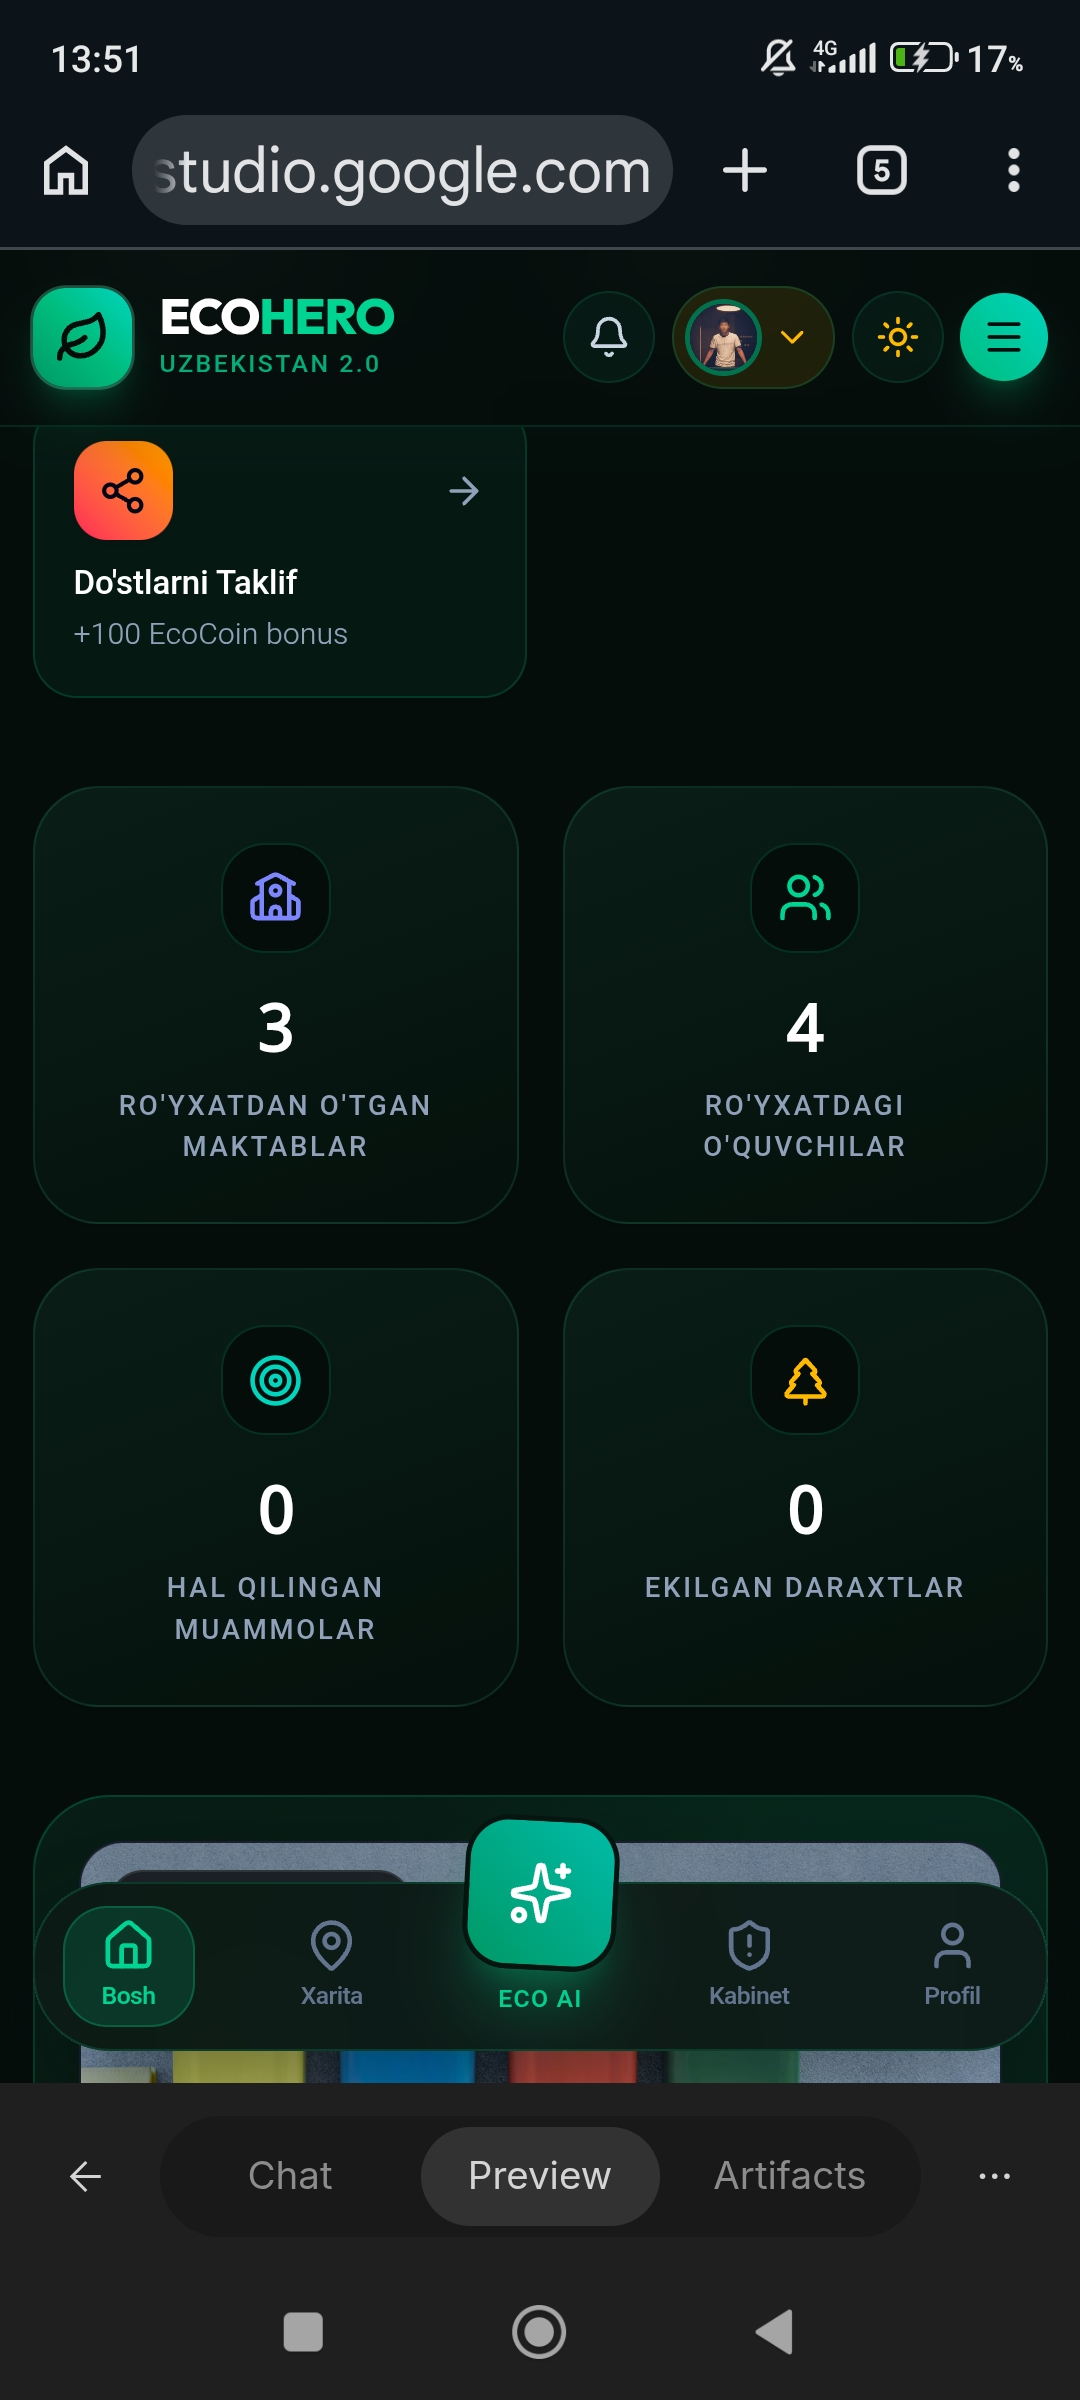 13:51
4G
17%
studio.google.com
5
ECOHERO
UZBEKISTAN 2.0
Do'stlarni Taklif
+100 EcoCoin bonus
3
RO'YXATDAN O'TGAN
MAKTABLAR
4
RO'YXATDAGI
O'QUVCHILAR
0
HAL QILINGAN
MUAMMOLAR
0
EKILGAN DARAXTLAR
Bosh
Xarita
ECO AI
Kabinet
Profil
Chat
Preview
Artifacts